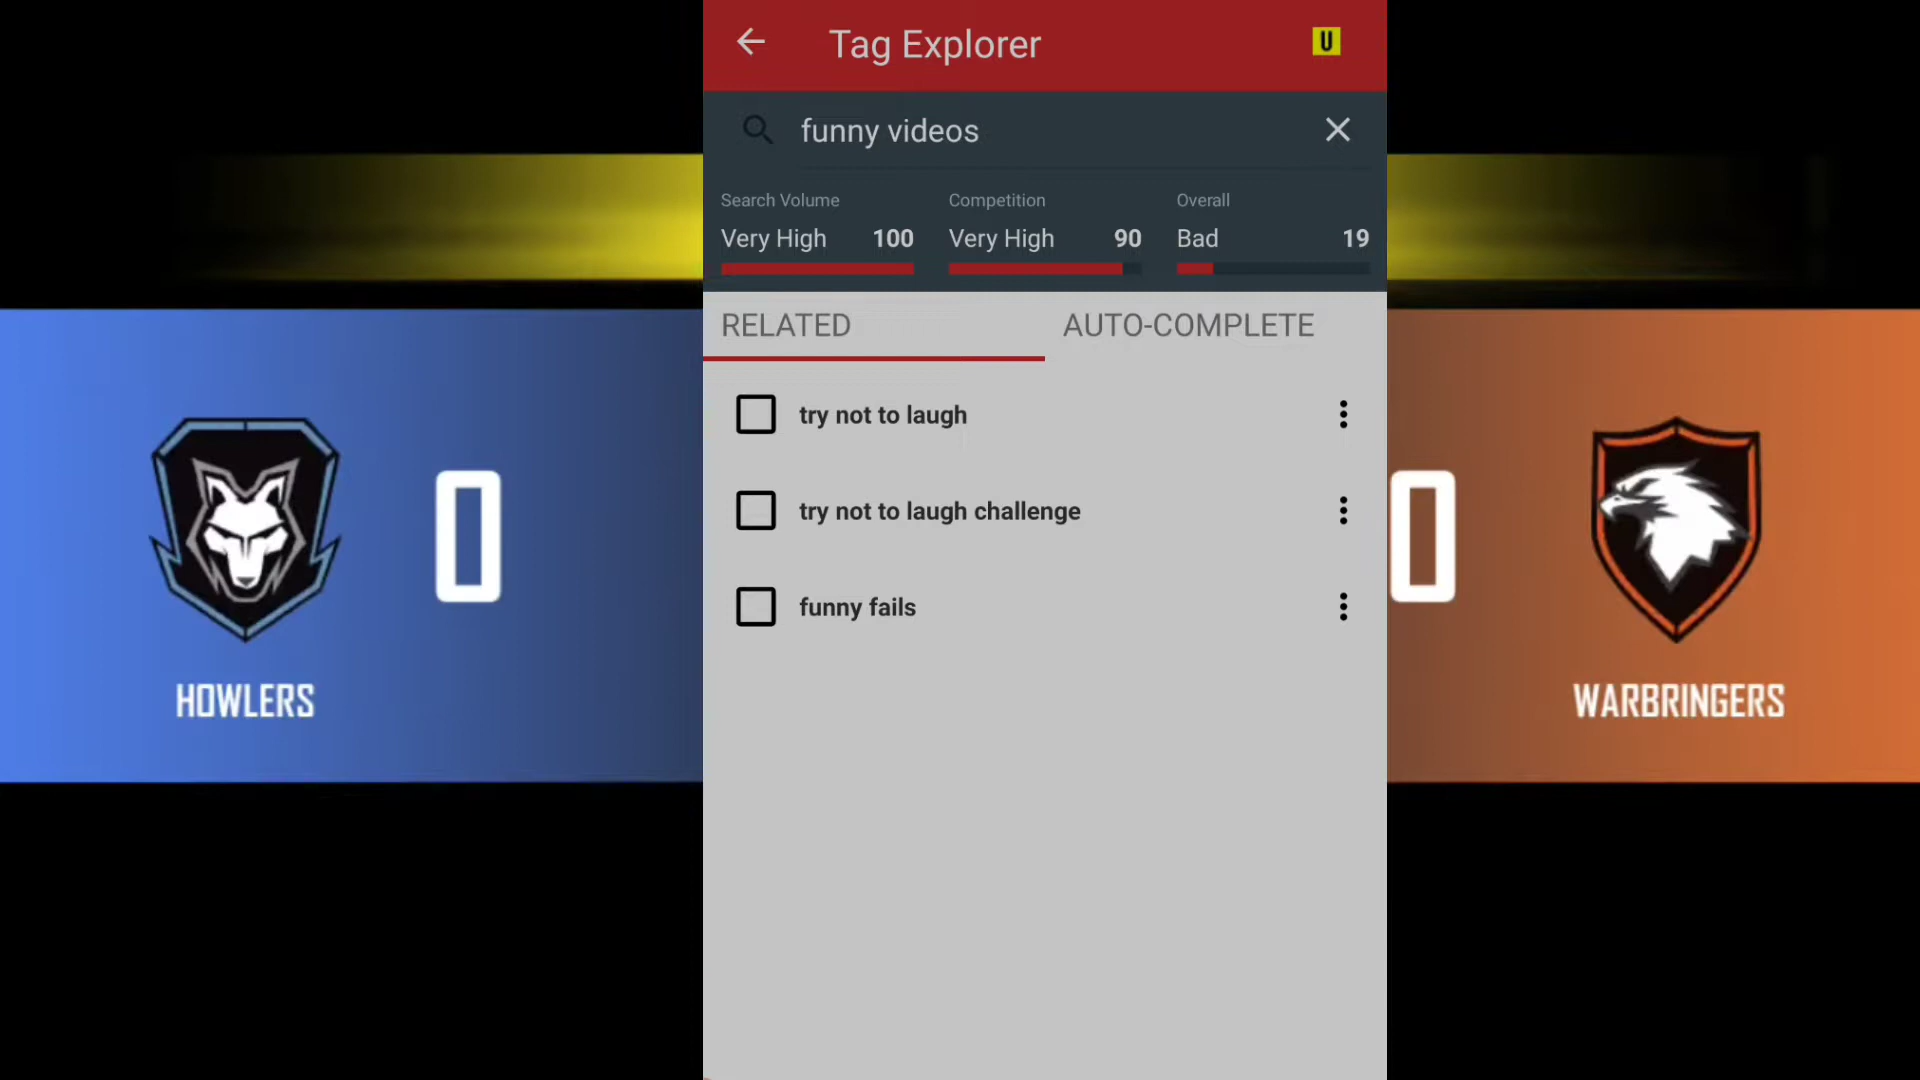 Tag Explorer
U
funny videos
Search Volume
Very High 100
Competition
Very High 90
Overall
Bad 19
RELATED
AUTO-COMPLETE
try not to laugh
try not to laugh challenge
funny fails
0
HOWLERS
0
WARBRINGERS